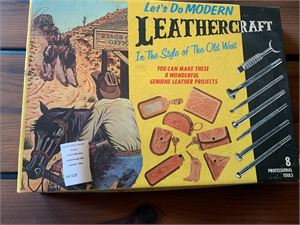 Let's Do MODERN
LEATHERCRAFT
In The Style of The Old West
YOU CAN MAKE THESE
8 WONDERFUL
GENUINE LEATHER PROJECTS
8
PROFESSIONAL
TOOLS